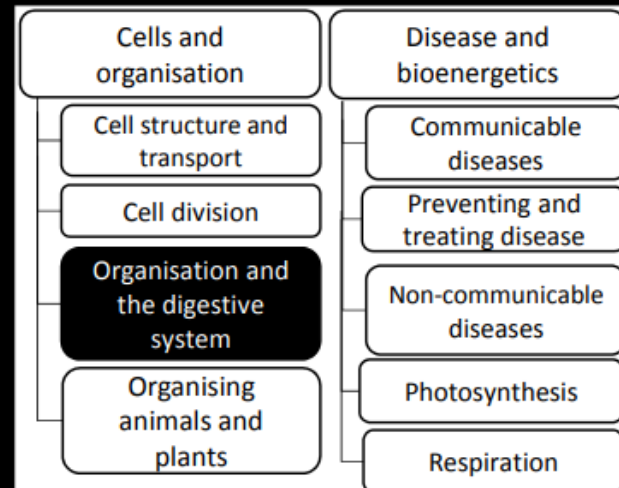 Cells and
organisation
Cell structure and
transport
Cell division
Organisation and
the digestive
system
Organising
animals and
plants
Disease and
bioenergetics
Communicable
diseases
Preventing and
treating disease
Non-communicable
diseases
Photosynthesis
Respiration